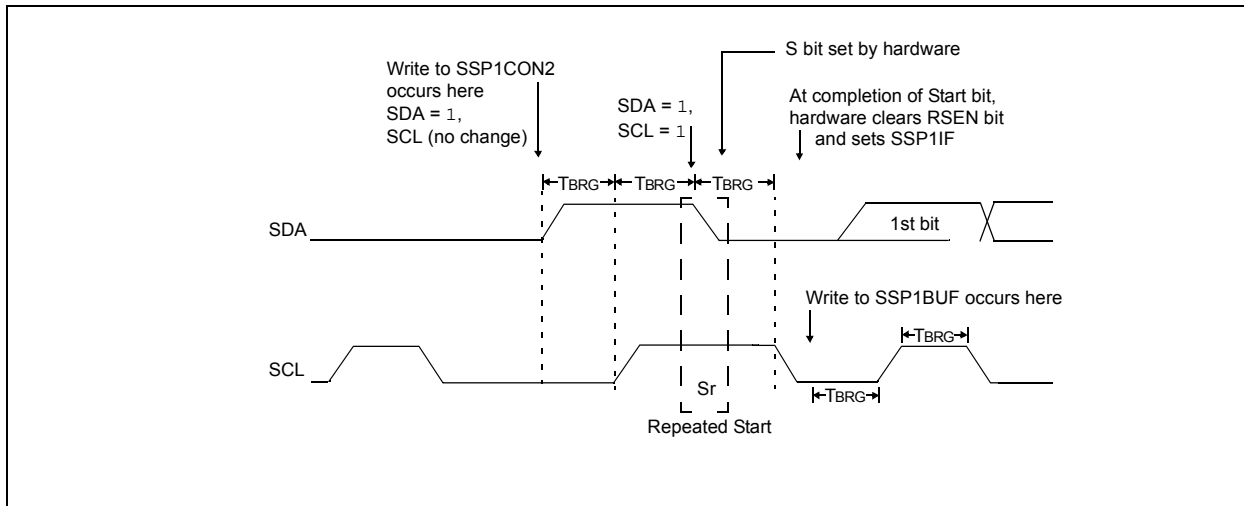 S bit set by hardware
Write to SSP1CON2
occurs here
SDA = 1,
SCL (no change)
SDA = 1,
SCL = 1
At completion of Start bit,
hardware clears RSEN bit
and sets SSP1IF
TBRG TBRG TBRG
SDA
1st bit
Write to SSP1BUF occurs here
TBRG
SCL
Sr
TBRG
Repeated Start